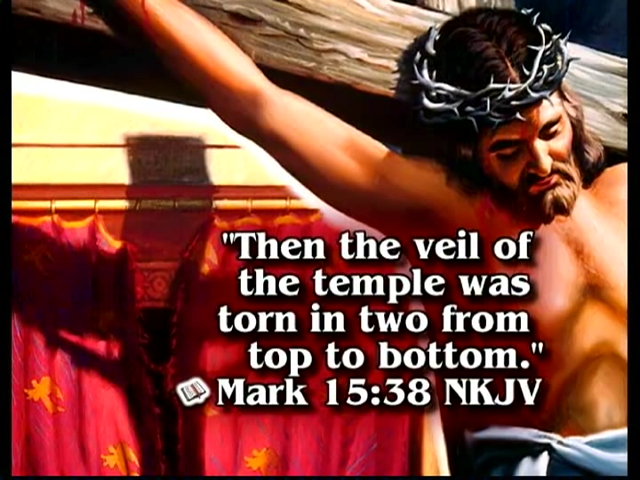 "Then the veil of
the temple was
torn in two from
top to bottom."
Mark 15:38 NKJV